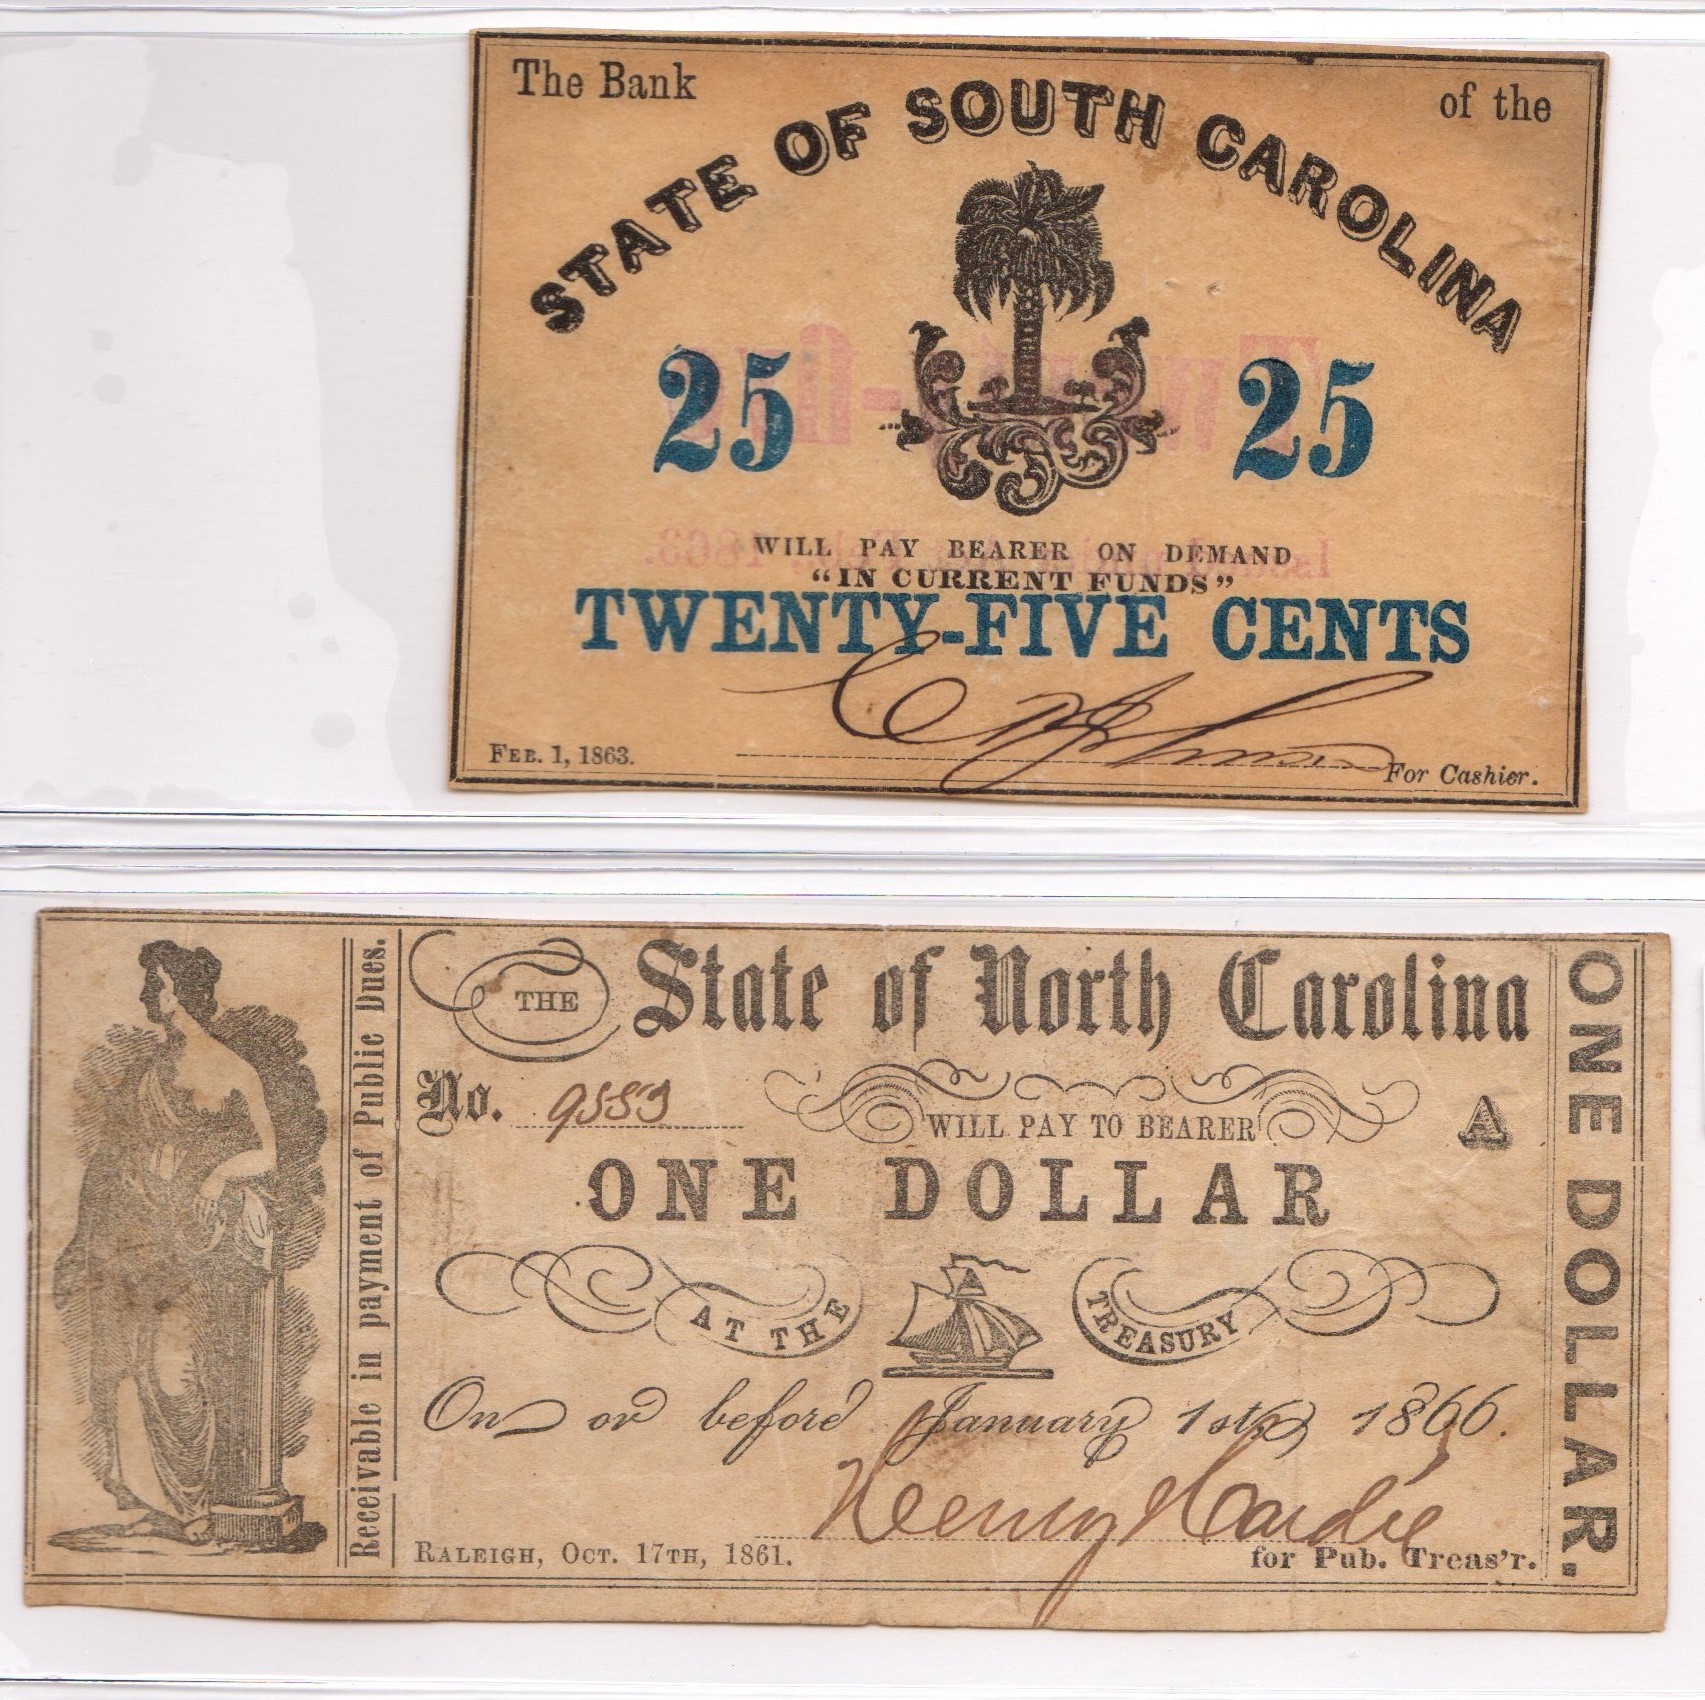 The Bank of the
STATE OF SOUTH CAROLINA
25 25
WILL PAY BEARER ON DEMAND
"IN CURRENT FUNDS"
TWENTY-FIVE CENTS
FEB. 1, 1863. For Cashier.
Receivable in payment of Public Dues.
THE State of North Carolina
No. 9553
WILL PAY TO BEARER
A
ONE DOLLAR
AT THE TREASURY
On or before January 1st, 1866.
Henry Hardie
RALEIGH, OCT. 17TH, 1861. for Pub. Treas'r.
ONE DOLLAR.